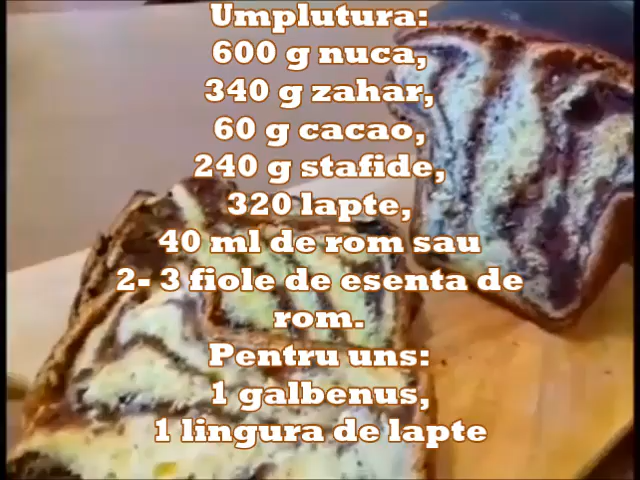 Umplutura:
600 g nuca,
340 g zahar,
60 g cacao,
240 g stafide,
320 lapte,
40 ml de rom sau
2- 3 fiole de esenta de
rom.
Pentru uns:
1 galbenus,
1 lingura de lapte